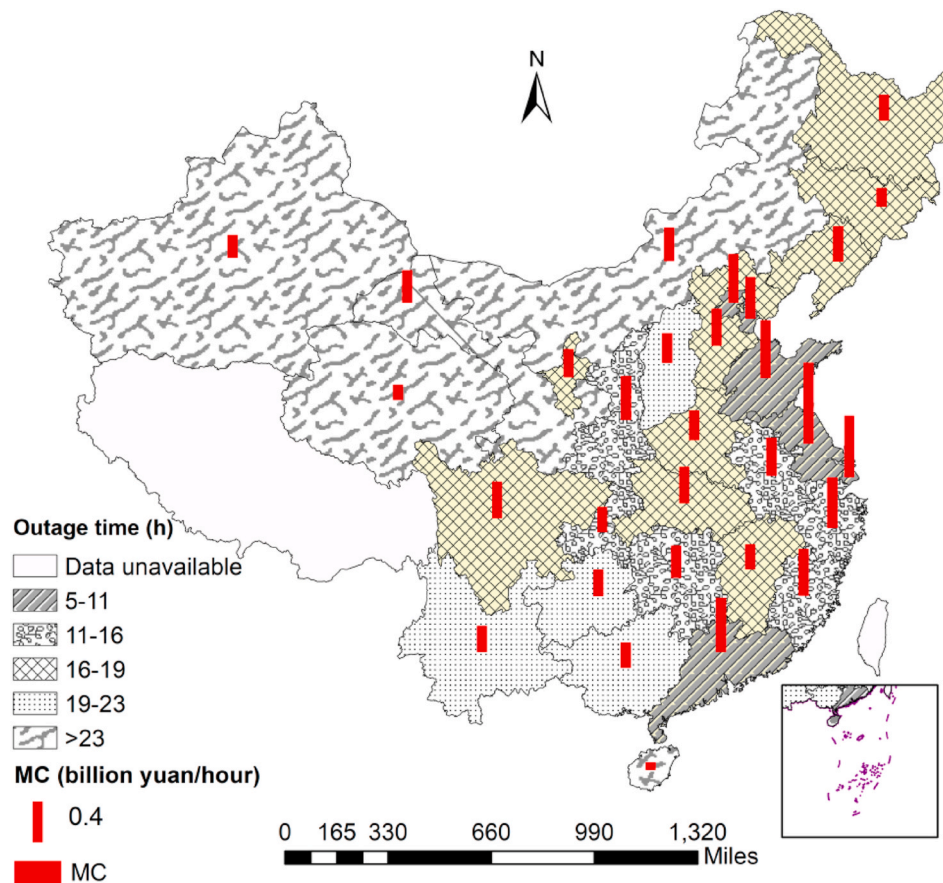 N
Outage time (h)
Data unavailable
5-11
11-16
16-19
19-23
>23
MC (billion yuan/hour)
0.4
MC
0 165 330 660 990 1,320
Miles